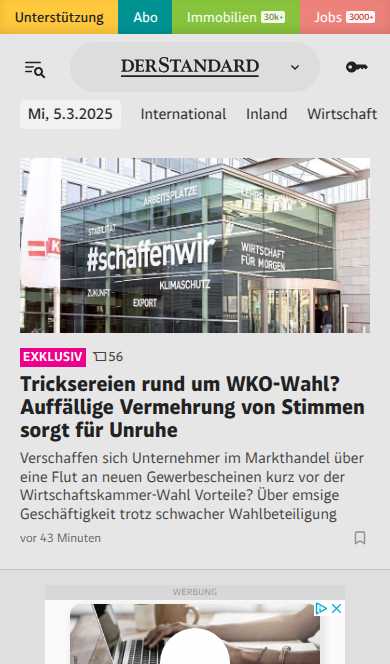 Unterstützung Abo Immobilien 30k+ Jobs 3000+
DERSTANDARD
Mi, 5.3.2025 International Inland Wirtschaft
ARBEITSPLÄTZE
STABILITÄT
#schaffenwir
WIRTSCHAFT
FÜR MORGEN
KLIMASCHUTZ
ZUKUNFT
EXPORT
EXKLUSIV 56
Tricksereien rund um WKO-Wahl?
Auffällige Vermehrung von Stimmen
sorgt für Unruhe
Verschaffen sich Unternehmer im Markthandel über
eine Flut an neuen Gewerbescheinen kurz vor der
Wirtschaftskammer-Wahl Vorteile? Über emsige
Geschäftigkeit trotz schwacher Wahlbeteiligung
vor 43 Minuten
WERBUNG